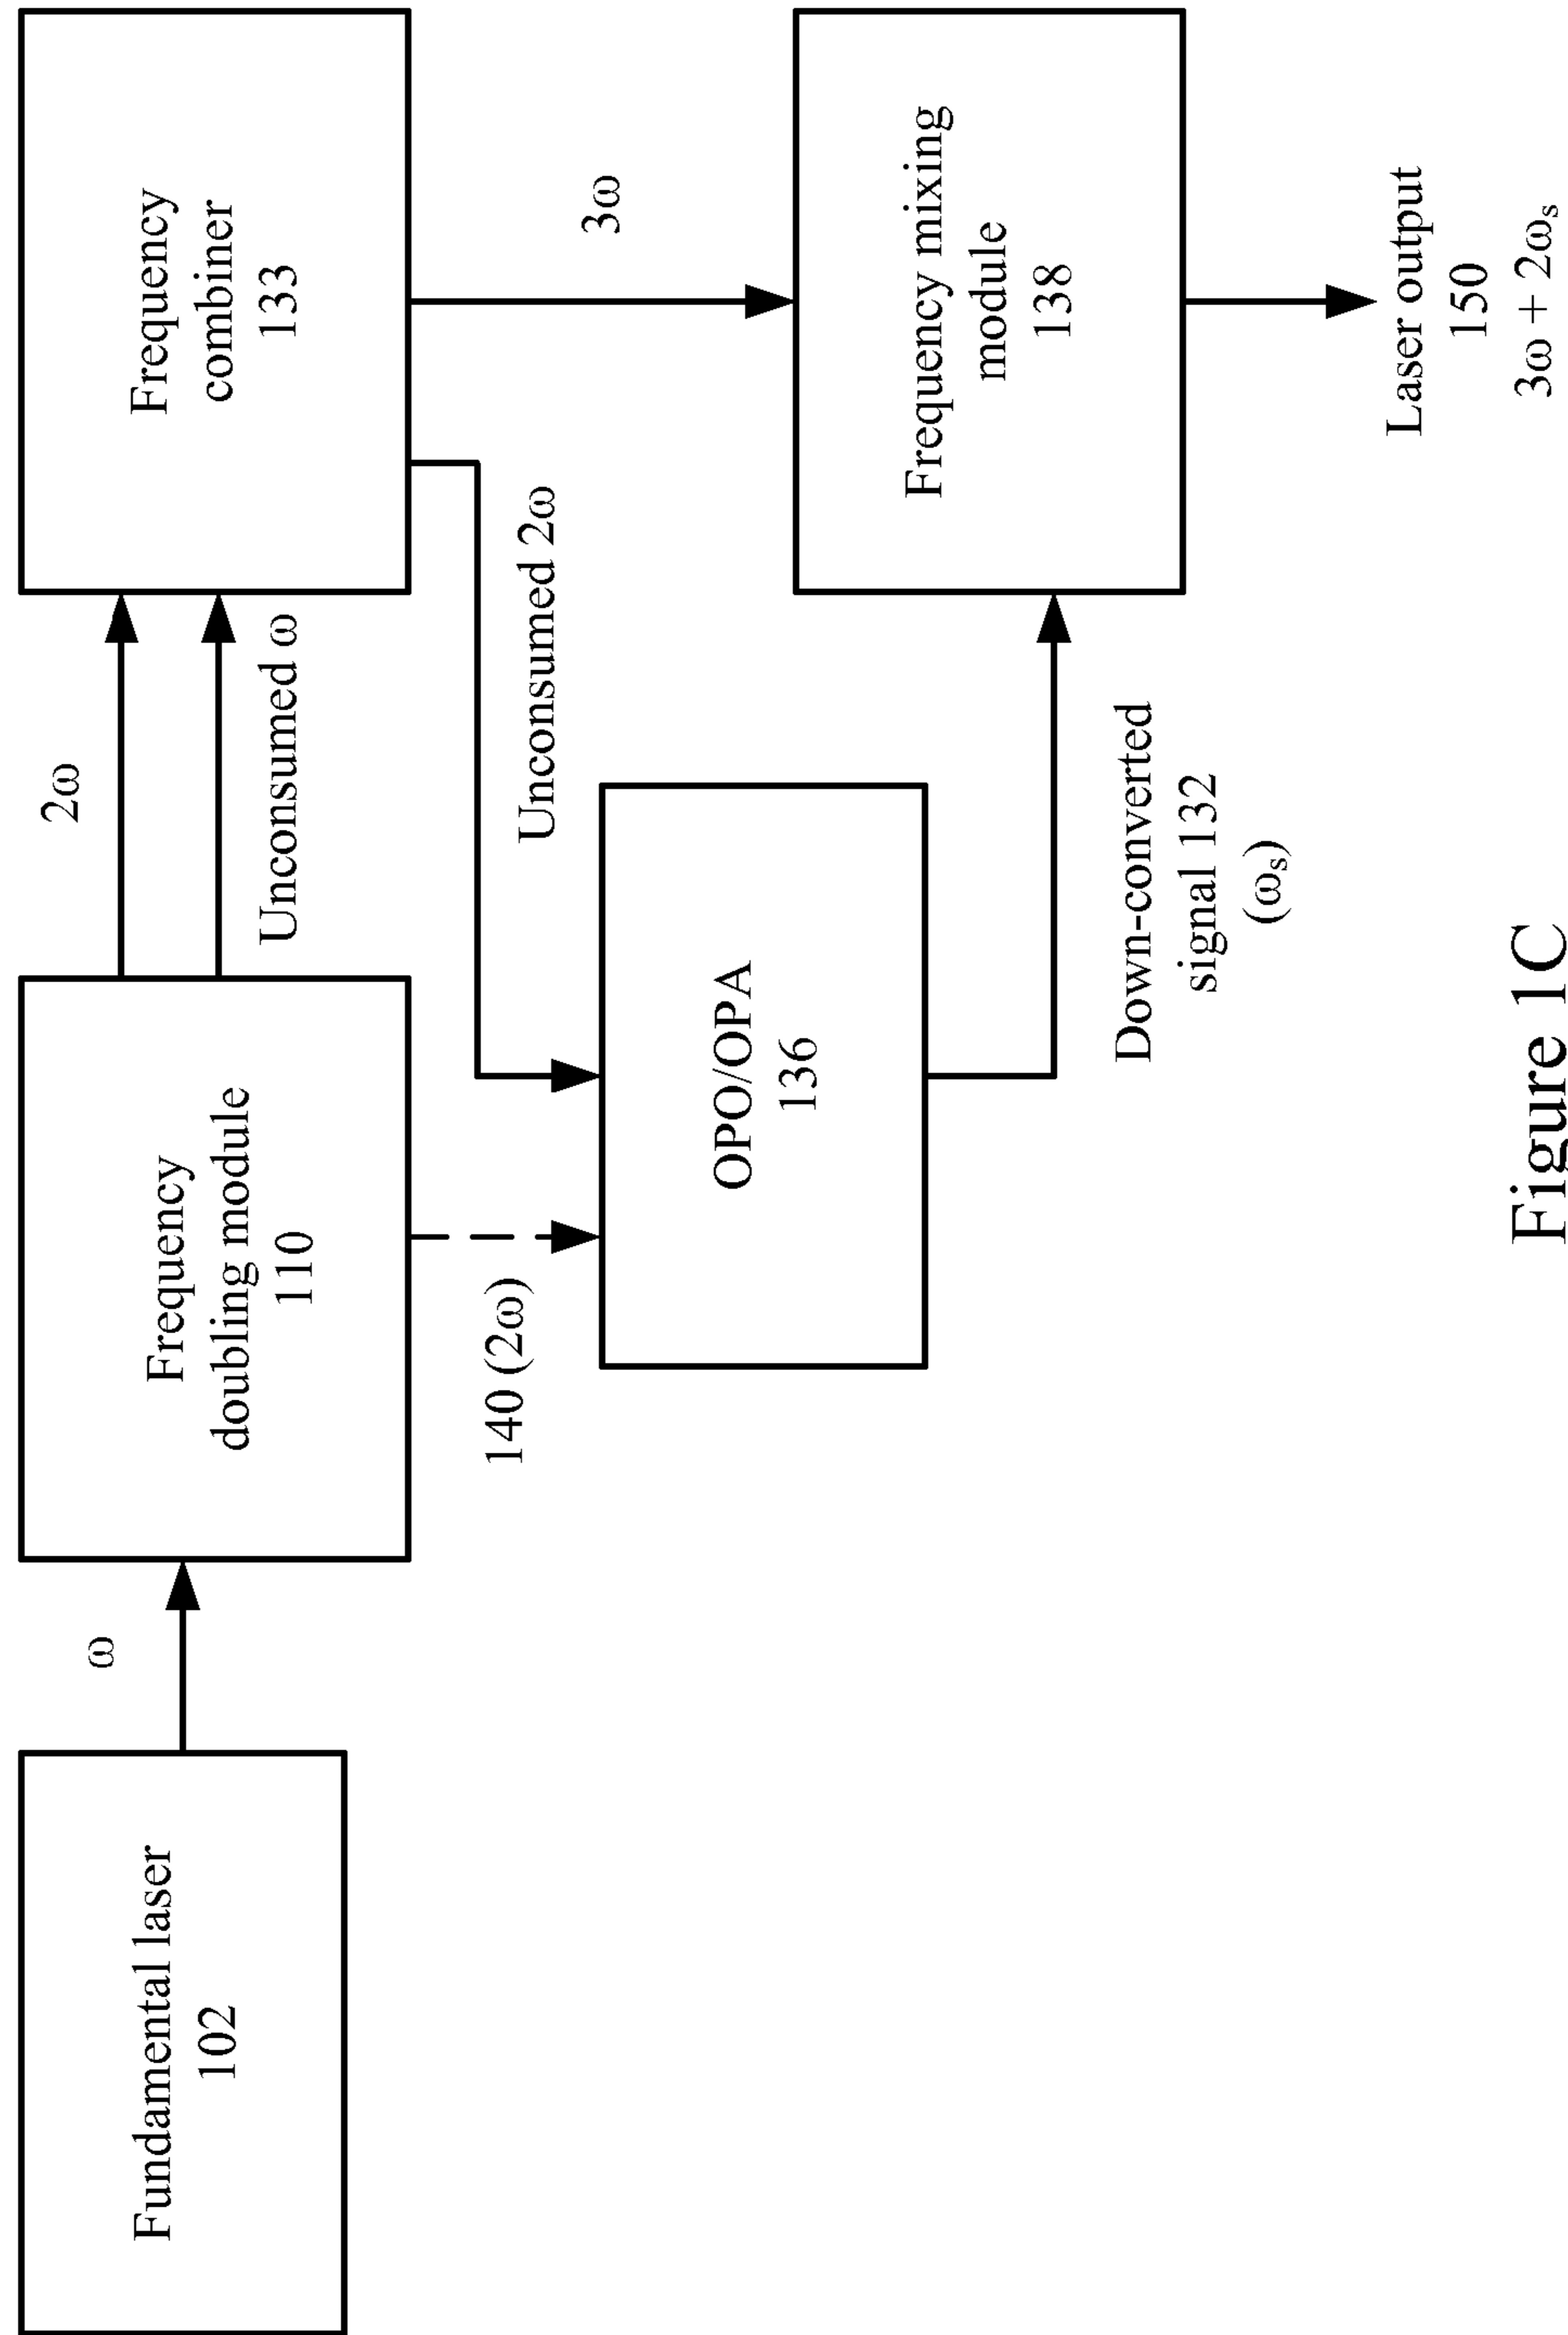 Fundamental laser
102
ω
Frequency
doubling module
110
2ω
Unconsumed ω
Frequency
combiner
133
140 (2ω)
Unconsumed 2ω
3ω
OPO/OPA
136
Frequency mixing
module
138
Down-converted
signal 132
(ωs)
Laser output
150
3ω + 2ωs
Figure 1C